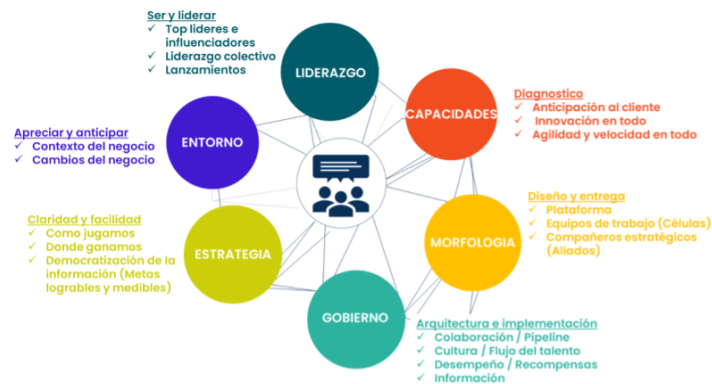 Ser y liderar
✓ Top lideres e
influenciadores
✓ Liderazgo colectivo
✓ Lanzamientos
LIDERAZGO
CAPACIDADES
Diagnostico
✓ Anticipación al cliente
✓ Innovación en todo
✓ Agilidad y velocidad en todo
Apreciar y anticipar
✓ Contexto del negocio
✓ Cambios del negocio
ENTORNO
Diseño y entrega
✓ Plataforma
✓ Equipos de trabajo (Células)
✓ Compañeros estratégicos
(Aliados)
MORFOLOGIA
Claridad y facilidad
✓ Como jugamos
✓ Donde ganamos
✓ Democratización de la
información (Metas
logrables y medibles)
ESTRATEGIA
GOBIERNO
Arquitectura e implementación
✓ Colaboración / Pipeline
✓ Cultura / Flujo del talento
✓ Desempeño / Recompensas
✓ Información